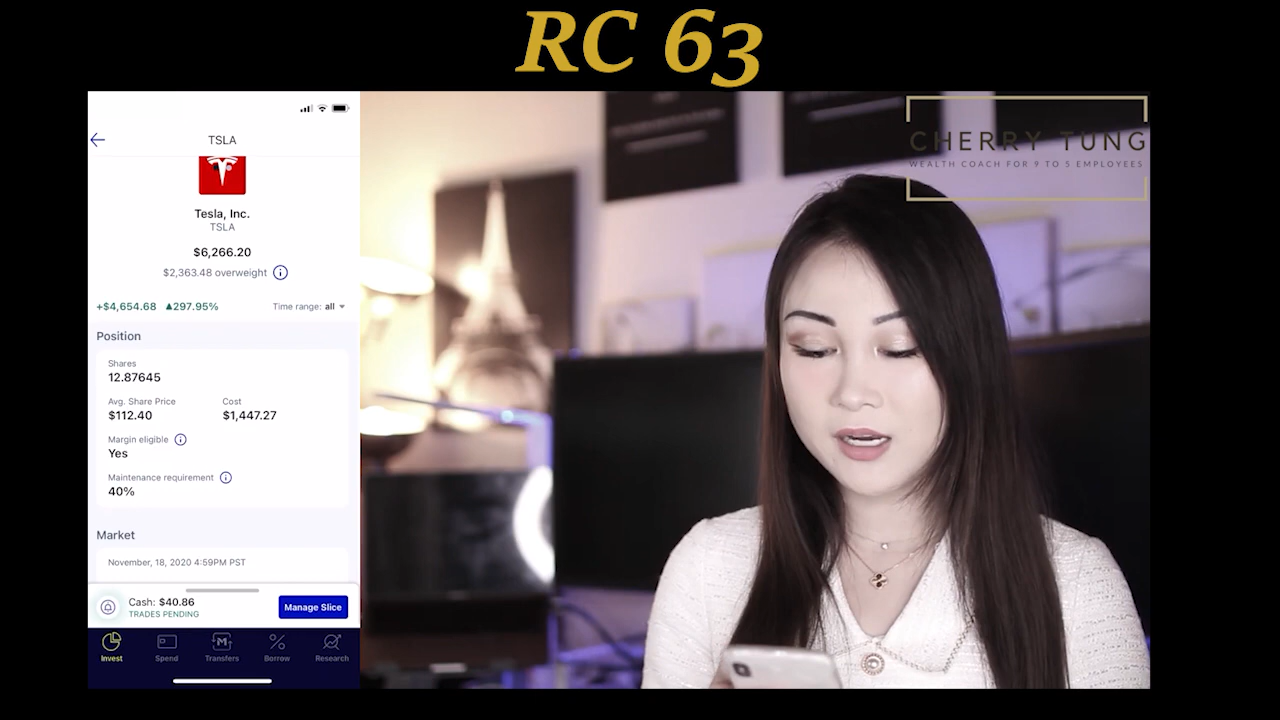 RC 63
TSLA
Tesla, Inc.
TSLA
$6,266.20
$2,363.48 overweight
+$4,654.68 ▲297.95% Time range: all
Position
Shares
12.87645
Avg. Share Price Cost
$112.40 $1,447.27
Margin eligible
Yes
Maintenance requirement
40%
Market
November, 18, 2020 4:59PM PST
Cash: $40.86
TRADES PENDING
Manage Slice
Invest Spend Transfers Borrow Research
CHERRY TUNG
WEALTH COACH FOR 9 TO 5 EMPLOYEES